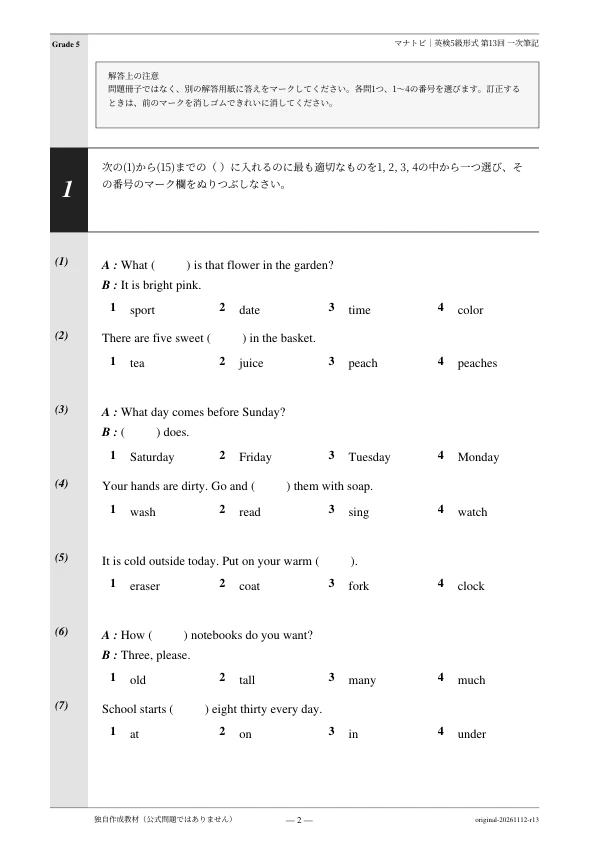 Grade 5
マナトビ｜英検5級形式 第13回 一次筆記
解答上の注意
問題冊子ではなく、別の解答用紙に答えをマークしてください。各問1つ、1〜4の番号を選びます。訂正する
ときは、前のマークを消しゴムできれいに消してください。
1
次の(1)から(15)までの（ ）に入れるのに最も適切なものを1, 2, 3, 4の中から一つ選び、そ
の番号のマーク欄をぬりつぶしなさい。
(1) A : What ( ) is that flower in the garden?
B : It is bright pink.
1 sport 2 date 3 time 4 color
(2) There are five sweet ( ) in the basket.
1 tea 2 juice 3 peach 4 peaches
(3) A : What day comes before Sunday?
B : ( ) does.
1 Saturday 2 Friday 3 Tuesday 4 Monday
(4) Your hands are dirty. Go and ( ) them with soap.
1 wash 2 read 3 sing 4 watch
(5) It is cold outside today. Put on your warm ( ).
1 eraser 2 coat 3 fork 4 clock
(6) A : How ( ) notebooks do you want?
B : Three, please.
1 old 2 tall 3 many 4 much
(7) School starts ( ) eight thirty every day.
1 at 2 on 3 in 4 under
独自作成教材（公式問題ではありません） — 2 — original-20261112-r13